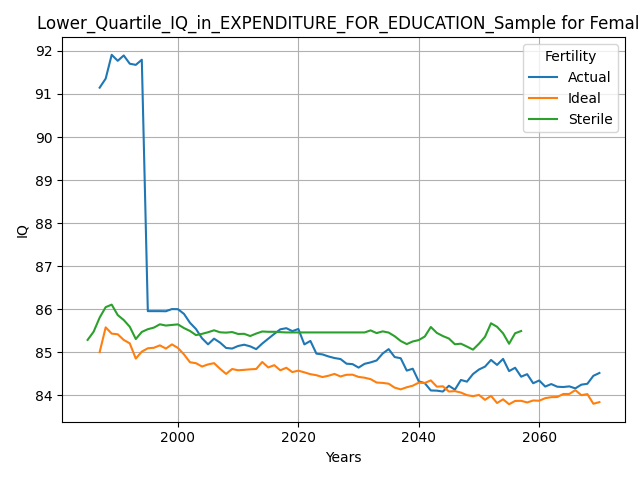 Lower_Quartile_IQ_in_EXPENDITURE_FOR_EDUCATION_Sample for Femal
Fertility
Actual
Ideal
Sterile
92
91
90
89
88
87
86
85
84
IQ
2000
2020
2040
2060
Years